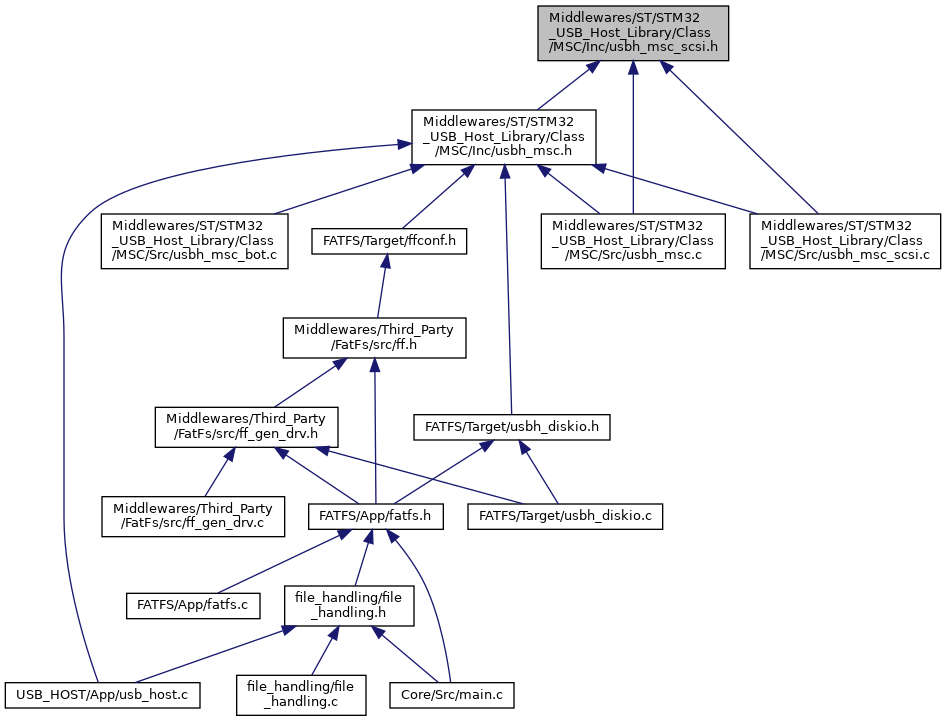 Middlewares/ST/STM32
_USB_Host_Library/Class
/MSC/Inc/usbh_msc_scsi.h
Middlewares/ST/STM32
_USB_Host_Library/Class
/MSC/Inc/usbh_msc.h
Middlewares/ST/STM32
_USB_Host_Library/Class
/MSC/Src/usbh_msc_bot.c
FATFS/Target/ffconf.h
Middlewares/ST/STM32
_USB_Host_Library/Class
/MSC/Src/usbh_msc.c
Middlewares/ST/STM32
_USB_Host_Library/Class
/MSC/Src/usbh_msc_scsi.c
Middlewares/Third_Party
/FatFs/src/ff.h
Middlewares/Third_Party
/FatFs/src/ff_gen_drv.h
FATFS/Target/usbh_diskio.h
Middlewares/Third_Party
/FatFs/src/ff_gen_drv.c
FATFS/App/fatfs.h
FATFS/Target/usbh_diskio.c
FATFS/App/fatfs.c
file_handling/file
_handling.h
USB_HOST/App/usb_host.c
file_handling/file
_handling.c
Core/Src/main.c